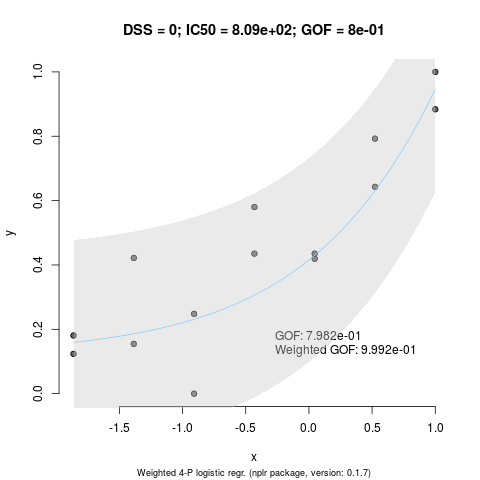 DSS = 0; IC50 = 8.09e+02; GOF = 8e-01
1.0
0.8
0.6
y
0.4
0.2
0.0
GOF: 7.982e-01
Weighted GOF: 9.992e-01
-1.5 -1.0 -0.5 0.0 0.5 1.0
x
Weighted 4-P logistic regr. (nplr package, version: 0.1.7)